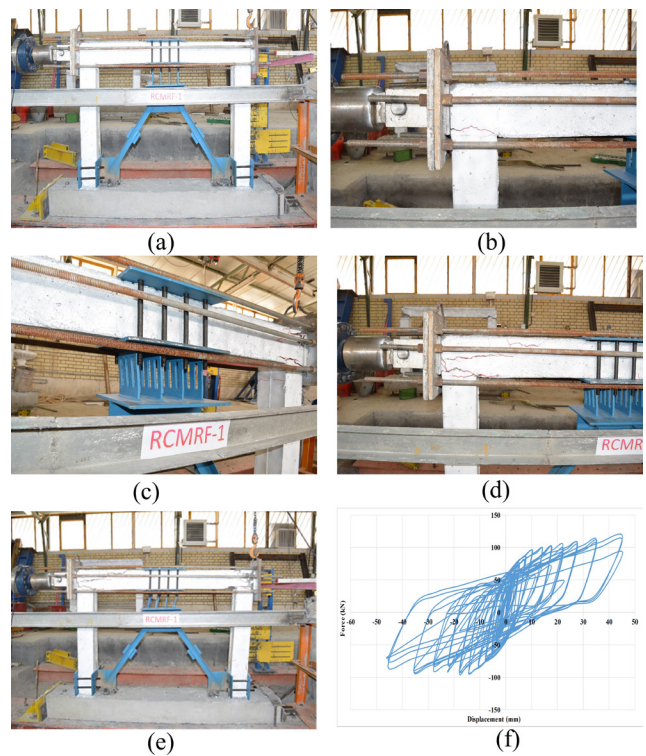 RCMRF-1
(a)
(b)
RCMRF-1
(c)
RCMR
(d)
RCMRF-1
(e)
150
100
50
0
-50
-100
-150
-60
-50
-40
-30
-20
-10
0
10
20
30
40
50
Force (kN)
Displacement (mm)
(f)